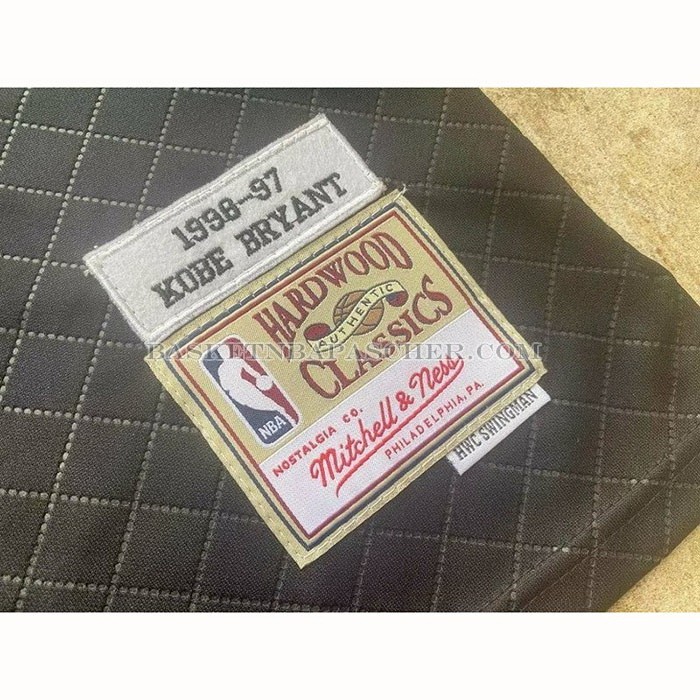 1996-97
KOBE BRYANT
HARDWOOD
AUTHENTIC
CLASSICS
NBA
NOSTALGIA CO.
Mitchell & Ness
PHILADELPHIA, PA.
HWC SWINGMAN
BASKETNBAPASCHER.COM